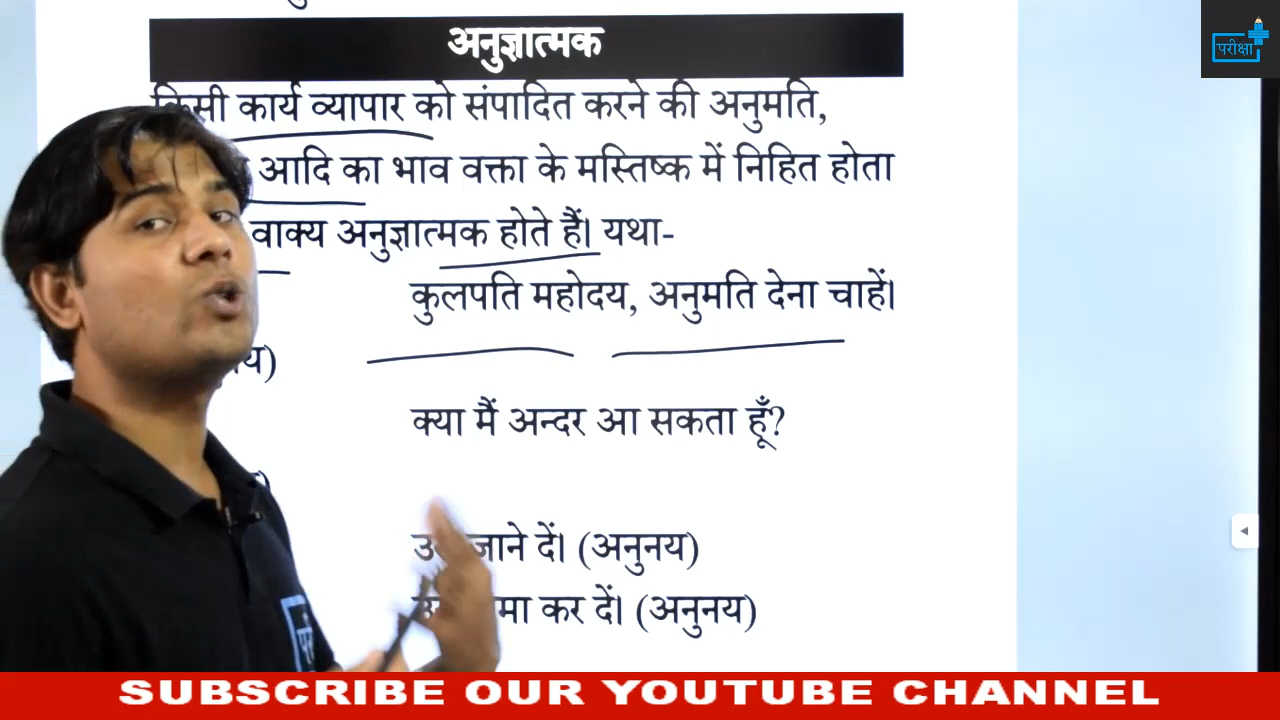 परीक्षा
अनुज्ञात्मक
किसी कार्य व्यापार को संपादित करने की अनुमति,
आदि का भाव वक्ता के मस्तिष्क में निहित होता
वाक्य अनुज्ञात्मक होते हैं। यथा-
कुलपति महोदय, अनुमति देना चाहें।
क्या मैं अन्दर आ सकता हूँ?
जाने दें। (अनुनय)
कर दें। (अनुनय)
SUBSCRIBE OUR YOUTUBE CHANNEL